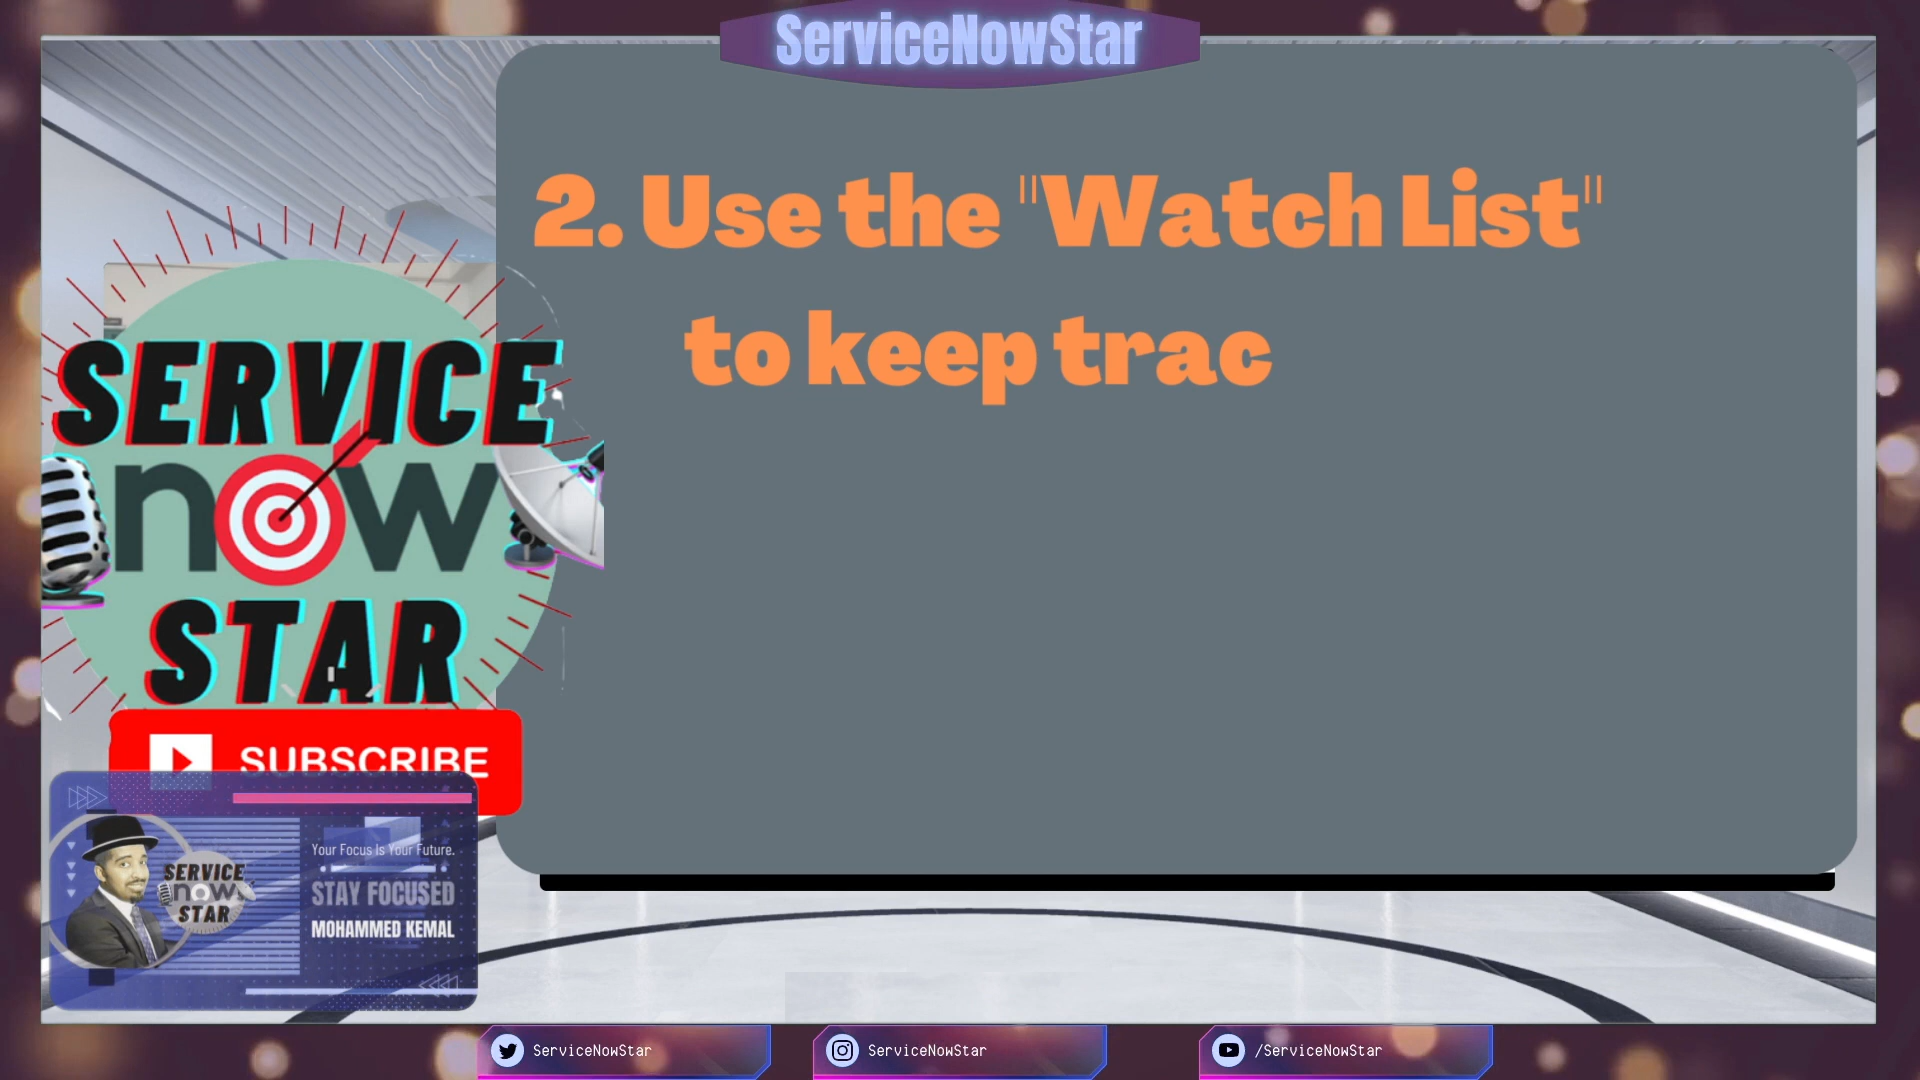 ServiceNowStar
2. Use the "Watch List"
to keep trac
SERVICE
now
STAR
SUBSCRIBE
Your Focus Is Your Future.
SERVICE
now
STAR
STAY FOCUSED
MOHAMMED KEMAL
ServiceNowStar
ServiceNowStar
/ServiceNowStar